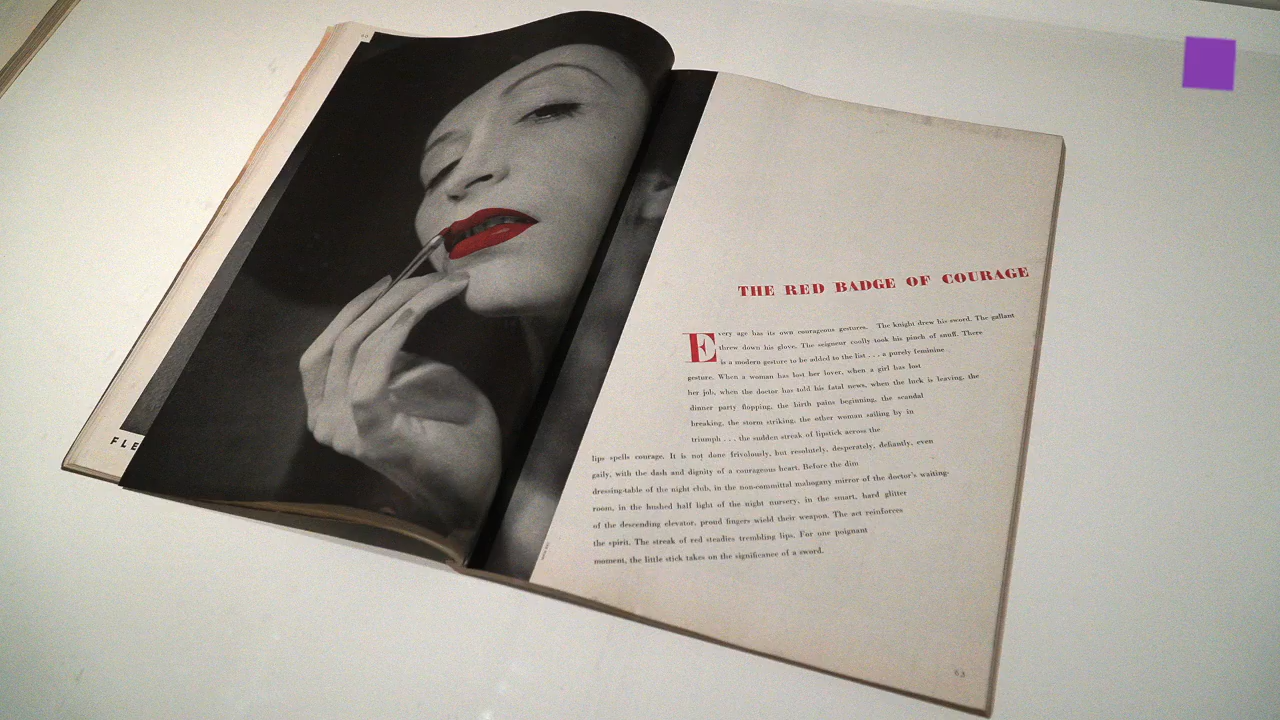 FLE
THE RED BADGE OF COURAGE
Every age has its own courageous gestures. The knight drew his sword. The gallant
threw down his glove. The seigneur coolly took his pinch of snuff. There
is a modern gesture to be added to the list . . . a purely feminine
gesture. When a woman has lost her lover, when a girl has lost
her job, when the doctor has told his fatal news, when the luck is leaving, the
dinner party flopping, the birth pains beginning, the scandal
breaking, the storm striking, the other woman sailing by in
triumph . . . the sudden streak of lipstick across the
lips spells courage. It is not done frivolously, but resolutely, desperately, defiantly, even
gaily, with the dash and dignity of a courageous heart. Before the dim
dressing-table of the night club, in the non-committal mahogany mirror of the doctor's waiting-
room, in the hushed half light of the night nursery, in the smart, hard glitter
of the descending elevator, proud fingers wield their weapon. The act reinforces
the spirit. The streak of red steadies trembling lips. For one poignant
moment, the little stick takes on the significance of a sword.
63